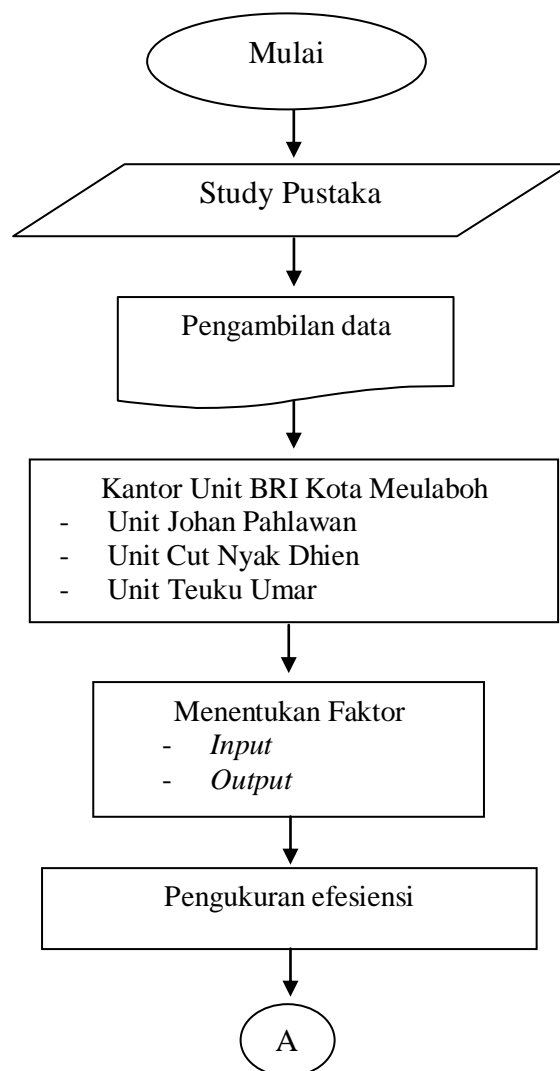 Mulai
Study Pustaka
Pengambilan data
Kantor Unit BRI Kota Meulaboh
- Unit Johan Pahlawan
- Unit Cut Nyak Dhien
- Unit Teuku Umar
Menentukan Faktor
- Input
- Output
Pengukuran efesiensi
A